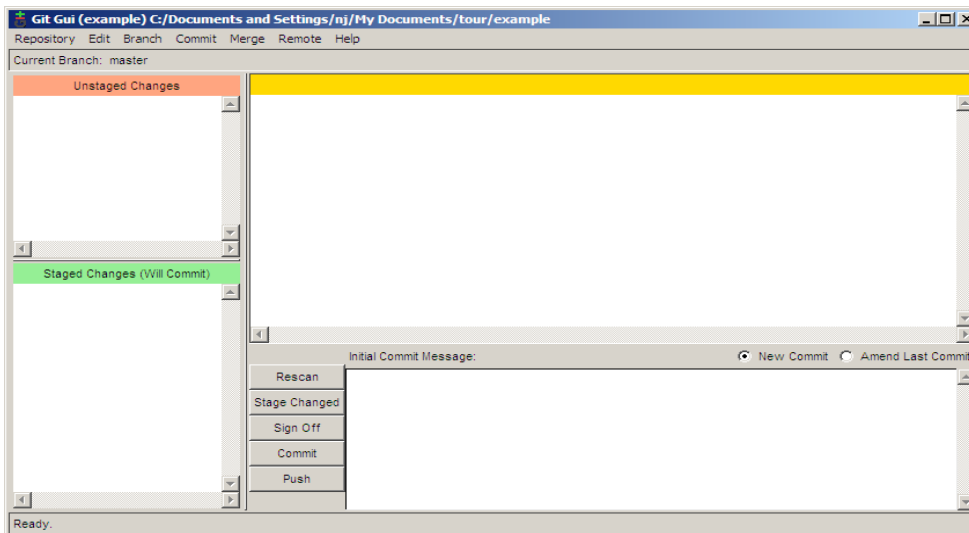 Git Gui (example) C:/Documents and Settings/nj/My Documents/tour/example
Repository Edit Branch Commit Merge Remote Help
Current Branch: master
Unstaged Changes
Staged Changes (Will Commit)
Initial Commit Message:
New Commit
Amend Last Commit
Rescan
Stage Changed
Sign Off
Commit
Push
Ready.